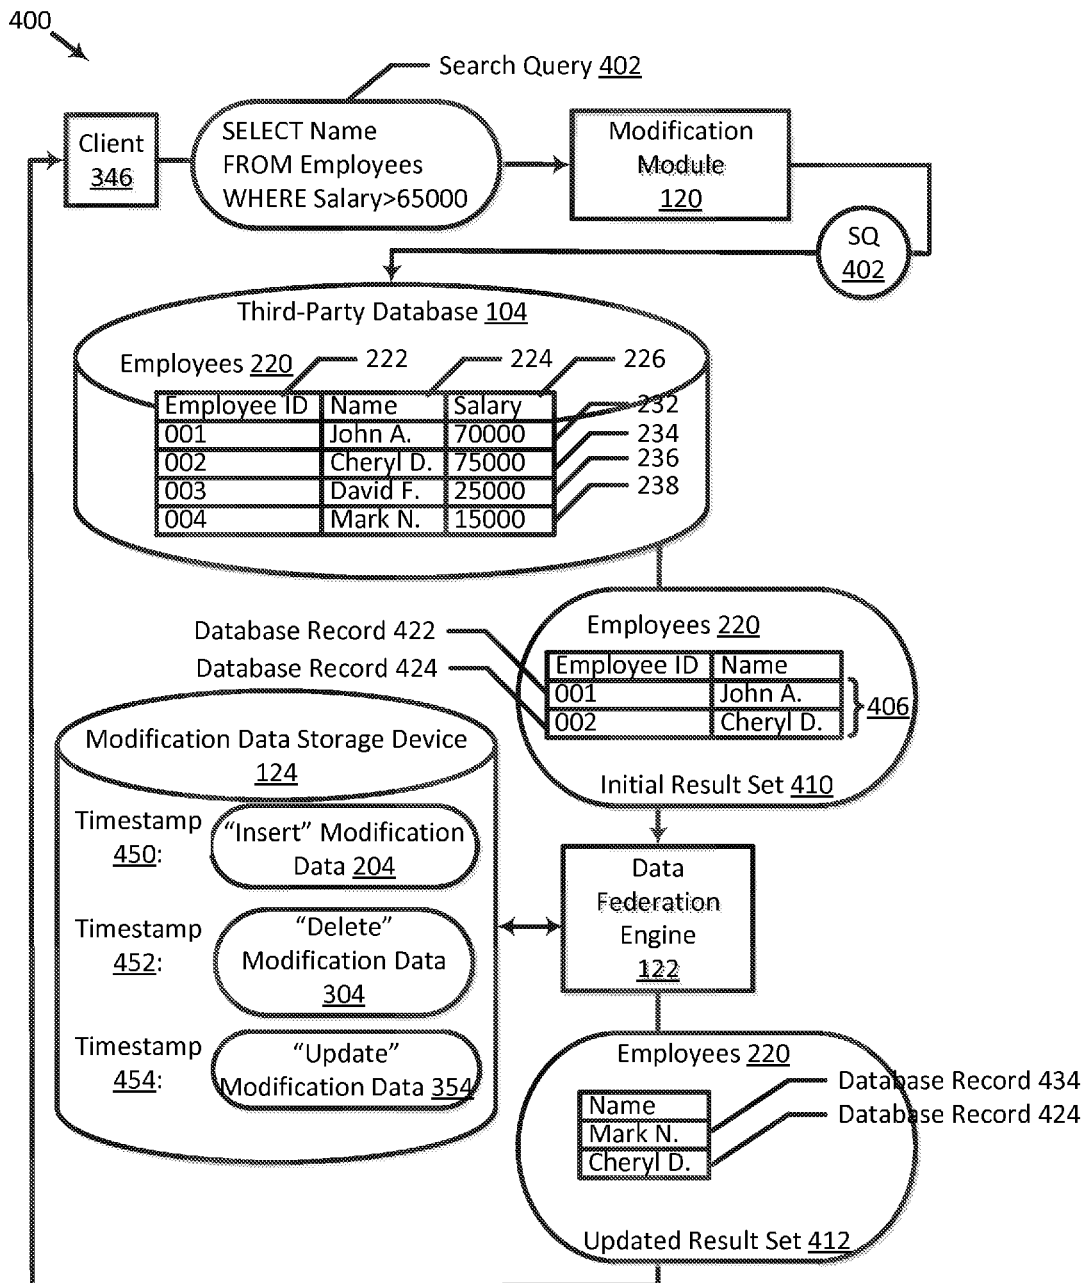 400
Search Query 402
Client
346
SELECT Name
FROM Employees
WHERE Salary>65000
Modification
Module
120
SQ
402
Third-Party Database 104
Employees 220
222
224
226
Employee ID Name Salary
232
001 John A. 70000
234
002 Cheryl D. 75000
236
003 David F. 25000
238
004 Mark N. 15000
Employees 220
Database Record 422
Database Record 424
Employee ID Name
001 John A.
002 Cheryl D.
406
Initial Result Set 410
Modification Data Storage Device
124
Timestamp
450:
“Insert” Modification
Data 204
Timestamp
452:
“Delete”
Modification Data
304
Timestamp
454:
“Update”
Modification Data 354
Data
Federation
Engine
122
Employees 220
Name
Mark N.
Cheryl D.
Database Record 434
Database Record 424
Updated Result Set 412